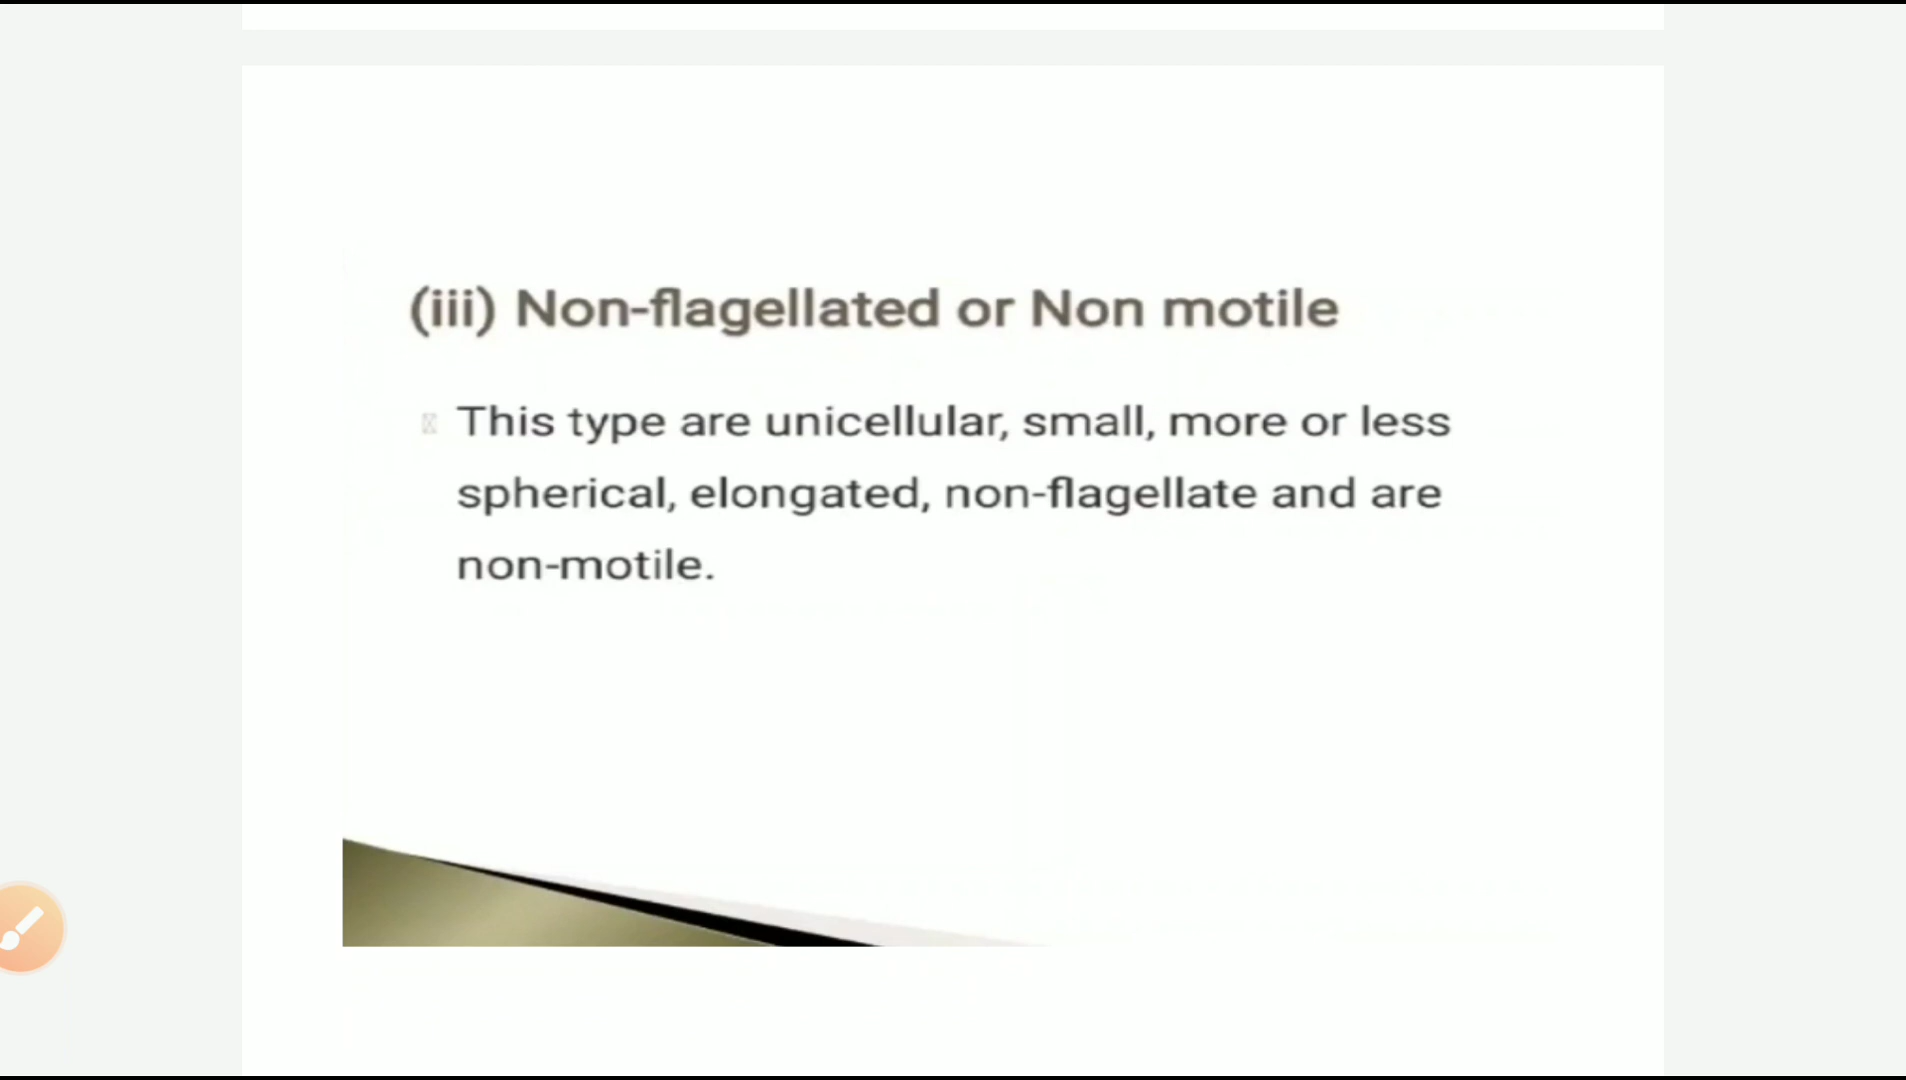 (iii) Non-flagellated or Non motile
This type are unicellular, small, more or less
spherical, elongated, non-flagellate and are
non-motile.